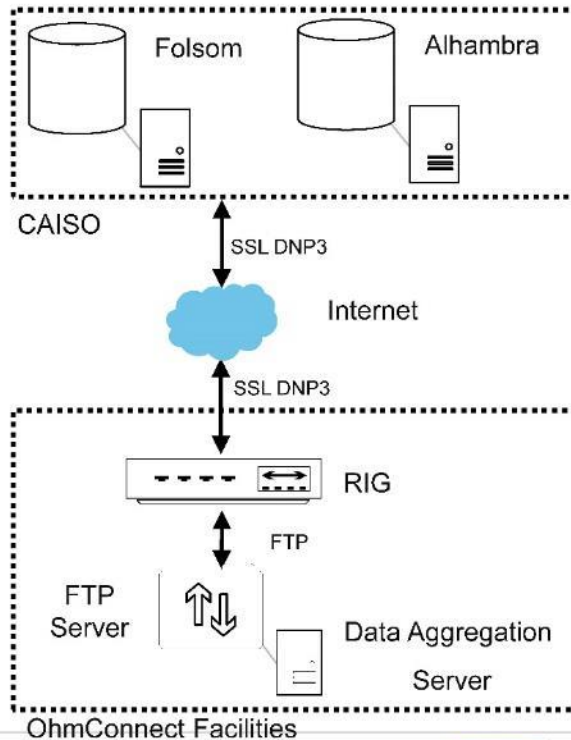 Folsom
Alhambra
CAISO
SSL DNP3
Internet
SSL DNP3
RIG
FTP
FTP
Server
Data Aggregation
Server
OhmConnect Facilities